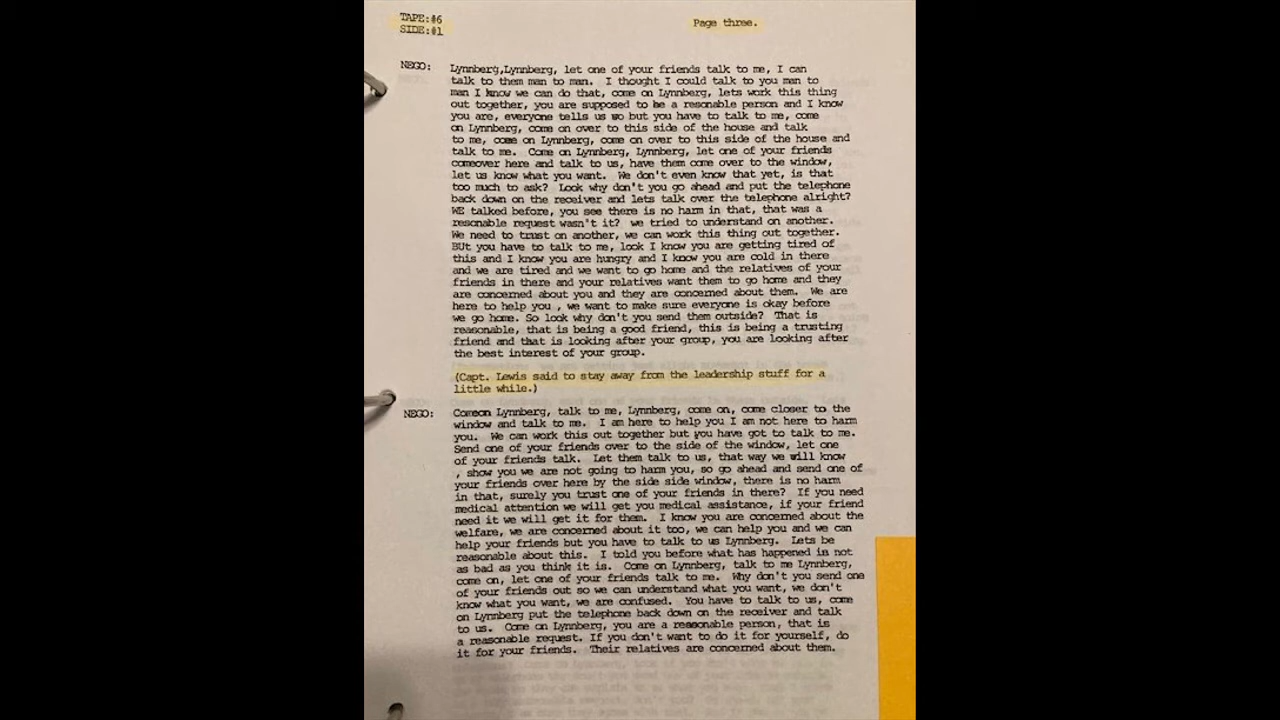 TAPE:#6
SIDE:#1
Page three.
NEGO: Lynnberg,Lynnberg, let one of your friends talk to me, I can
talk to them man to man. I thought I could talk to you man to
man I know we can do that, come on Lynnberg, lets work this thing
out together, you are supposed to be a resonable person and I know
you are, everyone tells us so but you have to talk to me, come
on Lynnberg, come on over to this side of the house and talk
to me, come on Lynnberg, come on over to this side of the house and
talk to me. Come on Lynnberg, Lynnberg, let one of your friends
comeover here and talk to us, have them come over to the window,
let us know what you want. We don't even know that yet, is that
too much to ask? Look why don't you go ahead and put the telephone
back down on the receiver and lets talk over the telephone alright?
WE talked before, you see there is no harm in that, that was a
resonable request wasn't it? we tried to understand on another.
We need to trust on another, we can work this thing out together.
BUt you have to talk to me, look I know you are getting tired of
this and I know you are hungry and I know you are cold in there
and we are tired and we want to go home and the relatives of your
friends in there and your relatives want them to go home and they
are concerned about you and they are concerned about them. We are
here to help you , we want to make sure everyone is okay before
we go home. So look why don't you send them outside? That is
reasonable, that is being a good friend, this is being a trusting
friend and that is looking after your group, you are looking after
the best interest of your group.
(Capt. Lewis said to stay away from the leadership stuff for a
little while.)
NEGO: Comeon Lynnberg, talk to me, Lynnberg, come on, come closer to the
window and talk to me. I am here to help you I am not here to harm
you. We can work this out together but you have got to talk to me.
Send one of your friends over to the side of the window, let one
of your friends talk. Let them talk to us, that way we will know
, show you we are not going to harm you, so go ahead and send one of
your friends over here by the side side window, there is no harm
in that, surely you trust one of your friends in there? If you need
medical attention we will get you medical assistance, if your friend
need it we will get it for them. I know you are concerned about the
welfare, we are concerned about it too, we can help you and we can
help your friends but you have to talk to us Lynnberg. Lets be
reasonable about this. I told you before what has happened is not
as bad as you think it is. Come on Lynnberg, talk to me Lynnberg,
come on, let one of your friends talk to me. Why don't you send one
of your friends out so we can understand what you want, we don't
know what you want, we are confused. You have to talk to us, come
on Lynnberg put the telephone back down on the receiver and talk
to us. Come on Lynnberg, you are a reasonable person, that is
a reasonable request. If you don't want to do it for yourself, do
it for your friends. Their relatives are concerned about them.